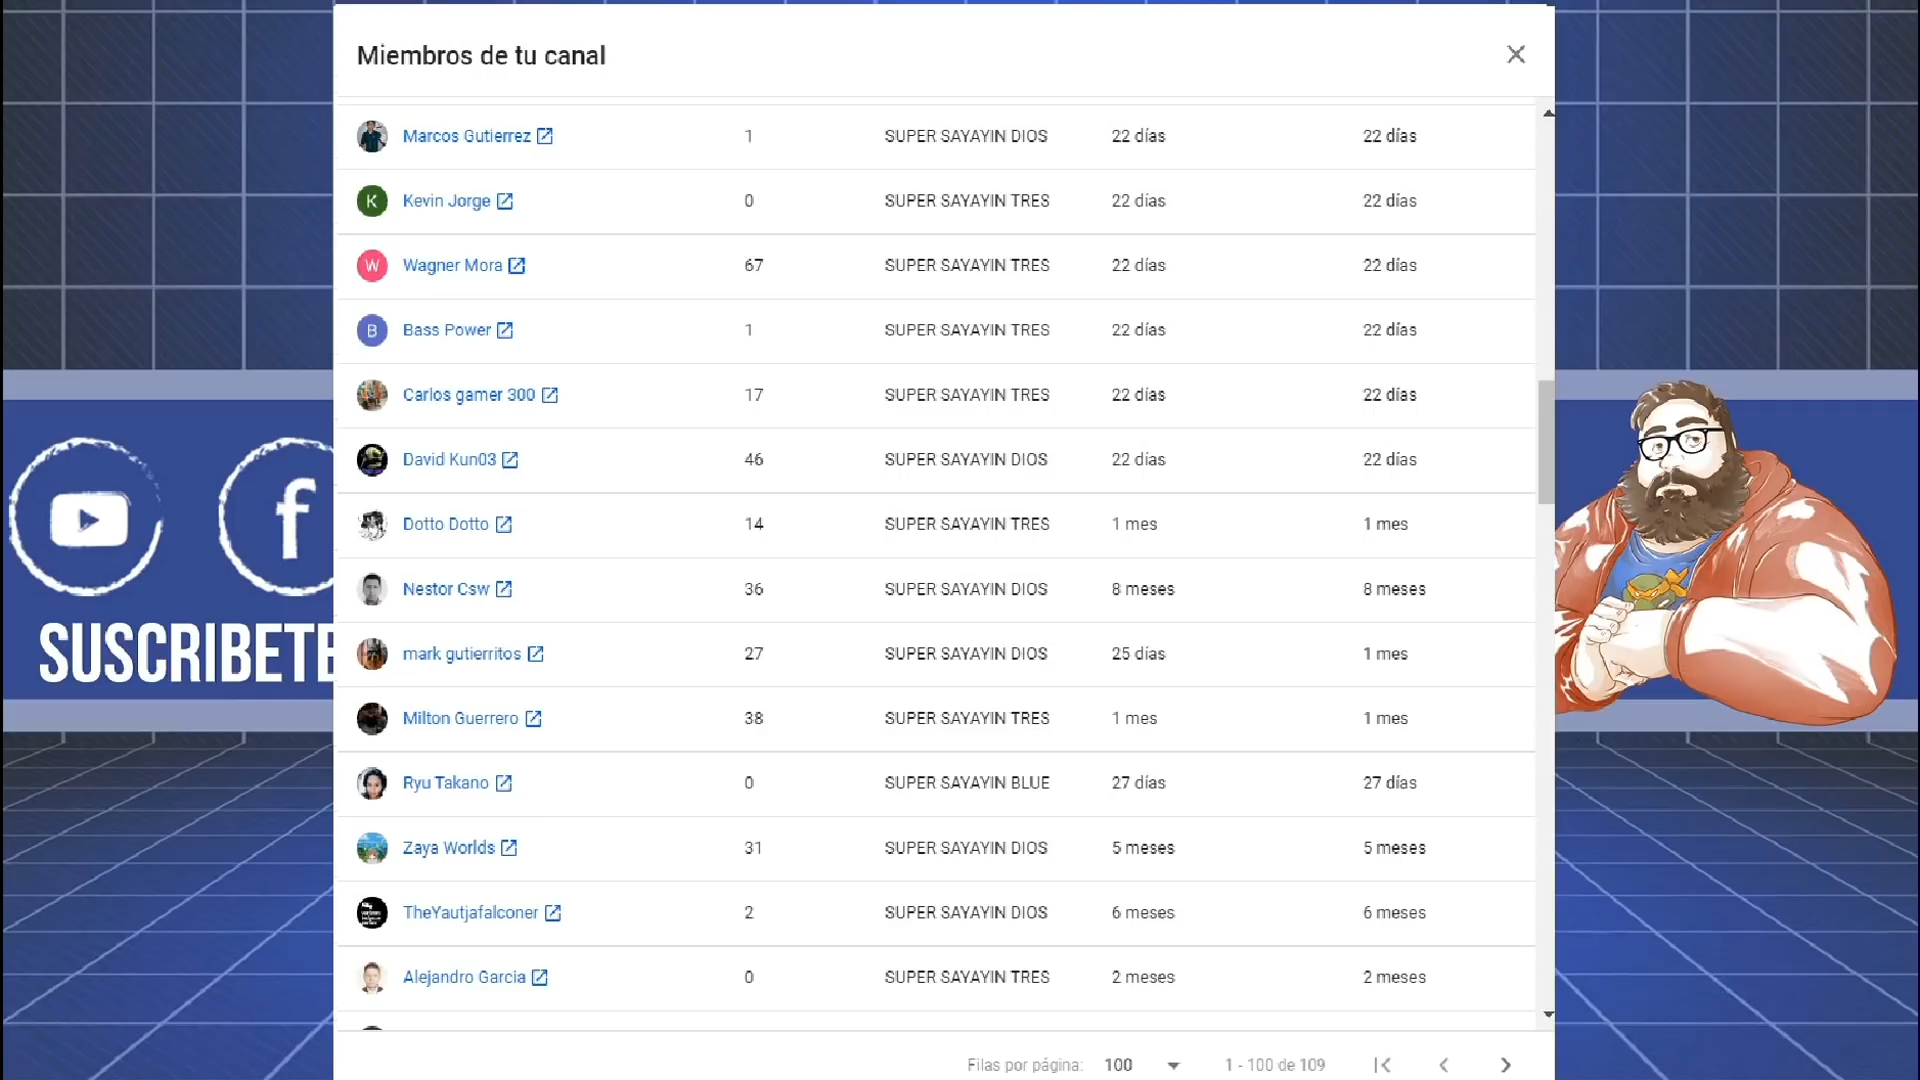 Miembros de tu canal
Marcos Gutierrez 1 SUPER SAYAYIN DIOS 22 días 22 días
K Kevin Jorge 0 SUPER SAYAYIN TRES 22 días 22 días
W Wagner Mora 67 SUPER SAYAYIN TRES 22 días 22 días
B Bass Power 1 SUPER SAYAYIN TRES 22 días 22 días
Carlos gamer 300 17 SUPER SAYAYIN TRES 22 días 22 días
David Kun03 46 SUPER SAYAYIN DIOS 22 días 22 días
Dotto Dotto 14 SUPER SAYAYIN TRES 1 mes 1 mes
Nestor Csw 36 SUPER SAYAYIN DIOS 8 meses 8 meses
mark gutierritos 27 SUPER SAYAYIN DIOS 25 días 1 mes
Milton Guerrero 38 SUPER SAYAYIN TRES 1 mes 1 mes
Ryu Takano 0 SUPER SAYAYIN BLUE 27 días 27 días
Zaya Worlds 31 SUPER SAYAYIN DIOS 5 meses 5 meses
TheYautjafalconer 2 SUPER SAYAYIN DIOS 6 meses 6 meses
Alejandro Garcia 0 SUPER SAYAYIN TRES 2 meses 2 meses
Filas por página: 100 1 - 100 de 109
f
SUSCRIBETE